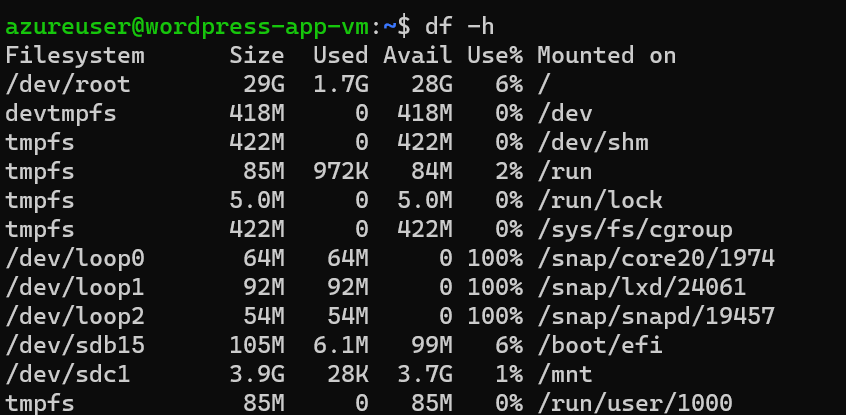 azureuser@wordpress-app-vm:~$ df -h
Filesystem      Size  Used Avail Use% Mounted on
/dev/root        29G  1.7G   28G   6% /
devtmpfs        418M     0  418M   0% /dev
tmpfs           422M     0  422M   0% /dev/shm
tmpfs            85M  972K   84M   2% /run
tmpfs           5.0M     0  5.0M   0% /run/lock
tmpfs           422M     0  422M   0% /sys/fs/cgroup
/dev/loop0       64M   64M     0 100% /snap/core20/1974
/dev/loop1       92M   92M     0 100% /snap/lxd/24061
/dev/loop2       54M   54M     0 100% /snap/snapd/19457
/dev/sdb15      105M  6.1M   99M   6% /boot/efi
/dev/sdc1       3.9G   28K  3.7G   1% /mnt
tmpfs            85M     0   85M   0% /run/user/1000